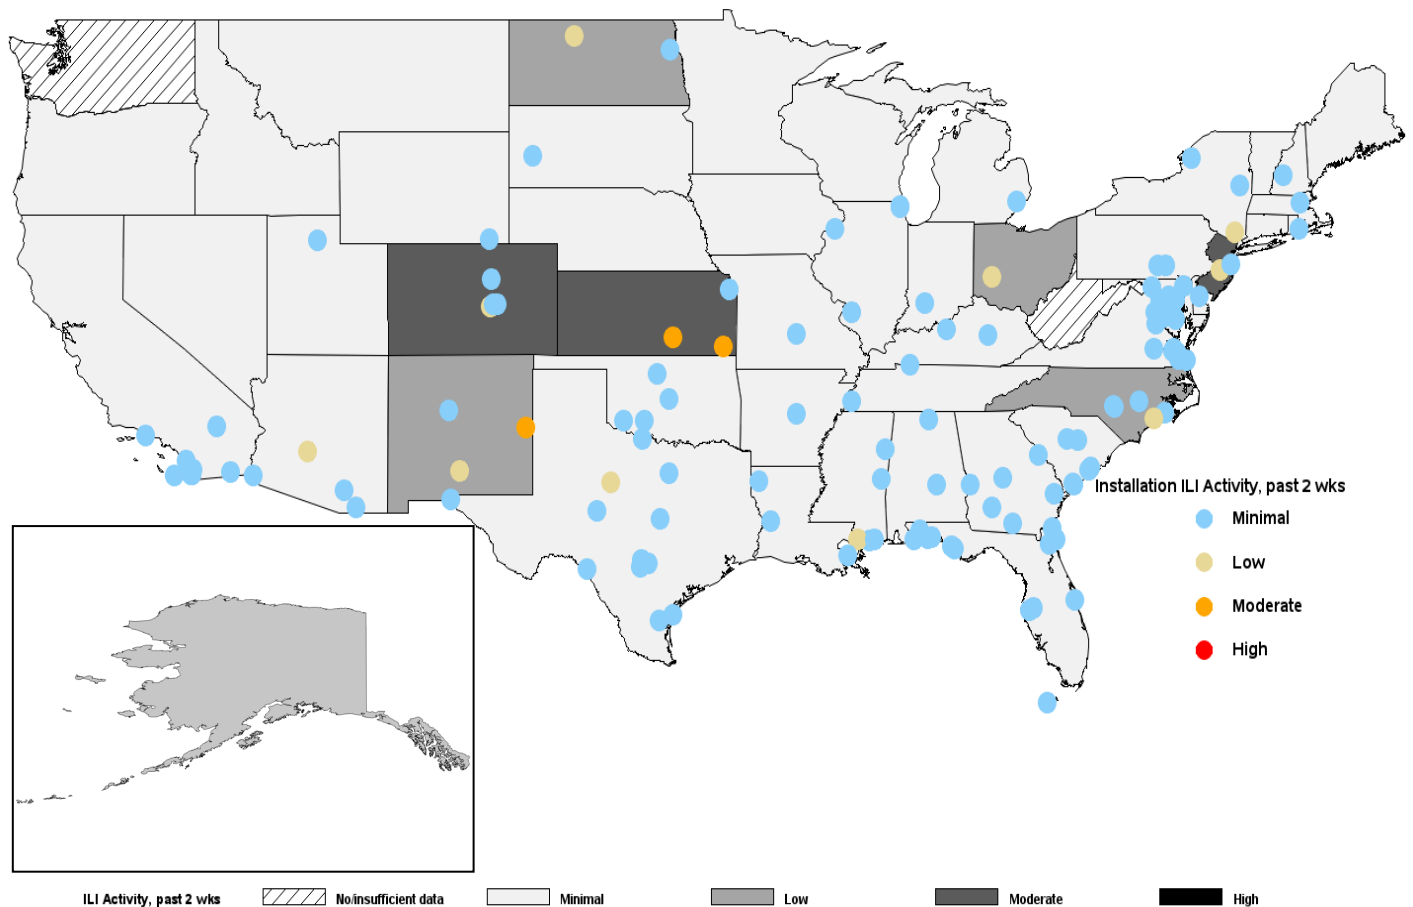 Installation ILI Activity, past 2 wks
Minimal
Low
Moderate
High
ILI Activity, past 2 wks No/insufficient data Minimal Low Moderate High